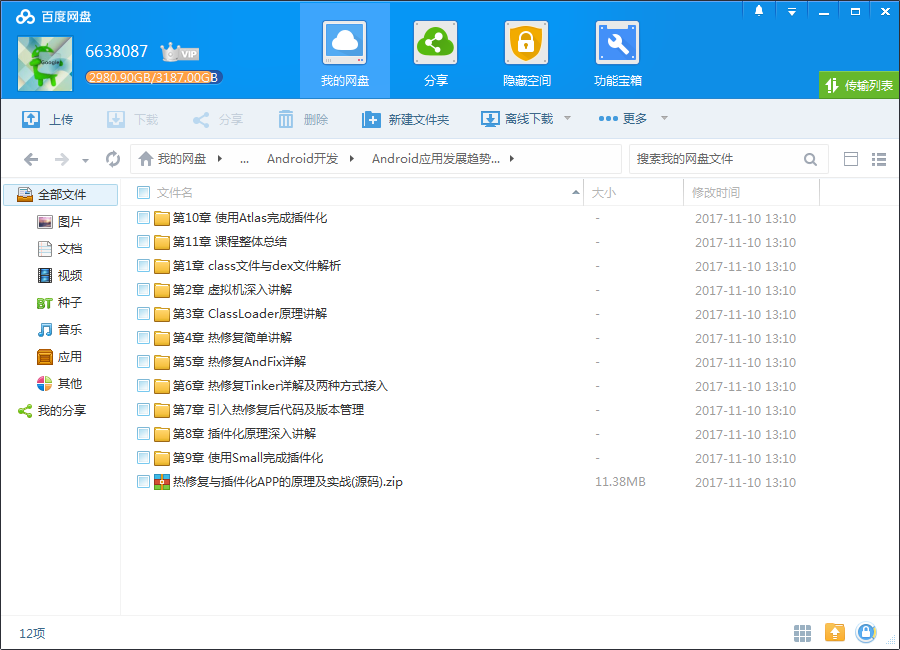 百度网盘
6638087 VIP
2980.90GB/3187.00GB
我的网盘 分享 隐藏空间 功能宝箱
传输列表
上传 下载 分享 删除 新建文件夹 离线下载 更多
我的网盘 ... Android开发 Android应用发展趋势... 搜索我的网盘文件
全部文件
图片
文档
视频
BT 种子
音乐
应用
其他
我的分享
文件名 大小 修改时间
第10章 使用Atlas完成插件化 - 2017-11-10 13:10
第11章 课程整体总结 - 2017-11-10 13:10
第1章 class文件与dex文件解析 - 2017-11-10 13:10
第2章 虚拟机深入讲解 - 2017-11-10 13:10
第3章 ClassLoader原理讲解 - 2017-11-10 13:10
第4章 热修复简单讲解 - 2017-11-10 13:10
第5章 热修复AndFix详解 - 2017-11-10 13:10
第6章 热修复Tinker详解及两种方式接入 - 2017-11-10 13:10
第7章 引入热修复后代码及版本管理 - 2017-11-10 13:10
第8章 插件化原理深入讲解 - 2017-11-10 13:10
第9章 使用Small完成插件化 - 2017-11-10 13:10
热修复与插件化APP的原理及实战(源码).zip 11.38MB 2017-11-10 13:10
12项